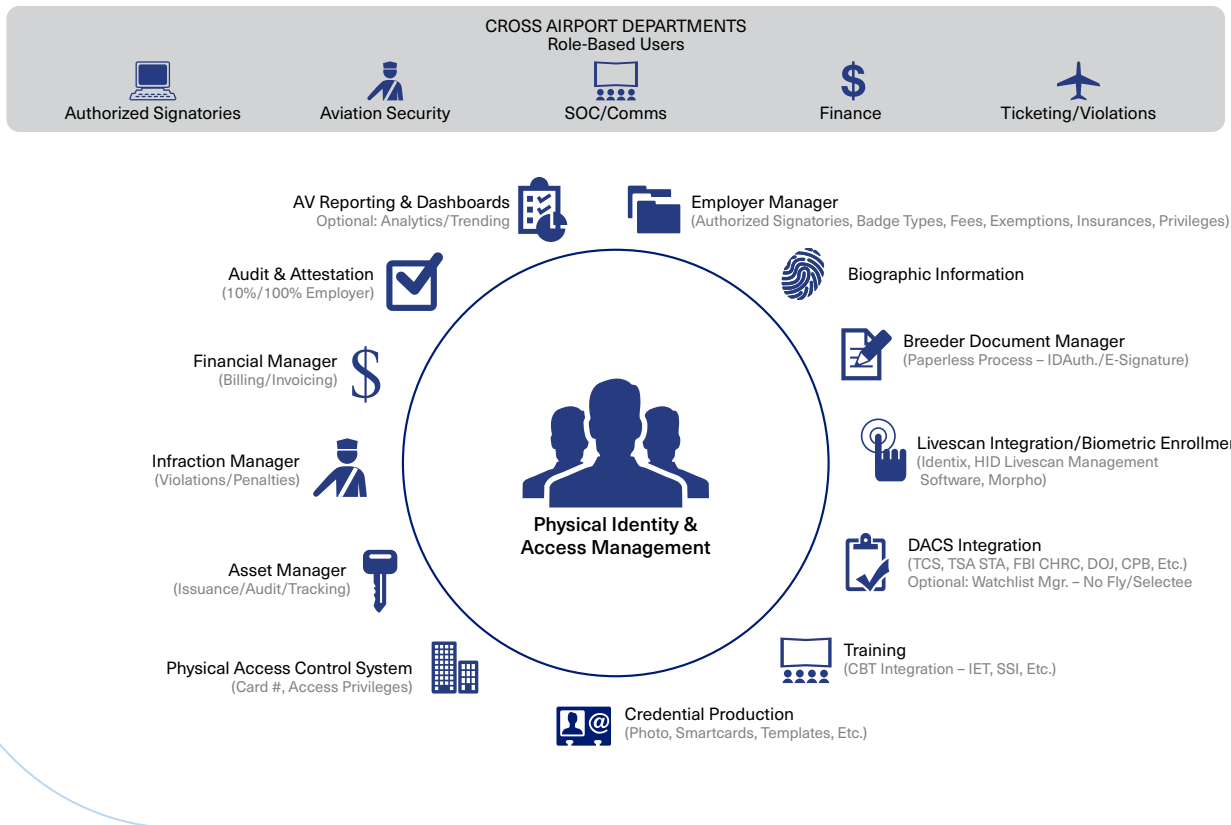 CROSS AIRPORT DEPARTMENTS
Role-Based Users
Authorized Signatories
Aviation Security
SOC/Comms
$
Finance
Ticketing/Violations
AV Reporting & Dashboards
Optional: Analytics/Trending
Employer Manager
(Authorized Signatories, Badge Types, Fees, Exemptions, Insurances, Privileges)
Audit & Attestation
(10%/100% Employer)
Biographic Information
Financial Manager
(Billing/Invoicing)
$
Breeder Document Manager
(Paperless Process – IDAuth./E-Signature)
Infraction Manager
(Violations/Penalties)
Livescan Integration/Biometric Enrollme
(Identix, HID Livescan Management
Software, Morpho)
Physical Identity &
Access Management
Asset Manager
(Issuance/Audit/Tracking)
DACS Integration
(TCS, TSA STA, FBI CHRC, DOJ, CPB, Etc.)
Optional: Watchlist Mgr. – No Fly/Selectee
Physical Access Control System
(Card #, Access Privileges)
Training
(CBT Integration – IET, SSI, Etc.)
@
Credential Production
(Photo, Smartcards, Templates, Etc.)